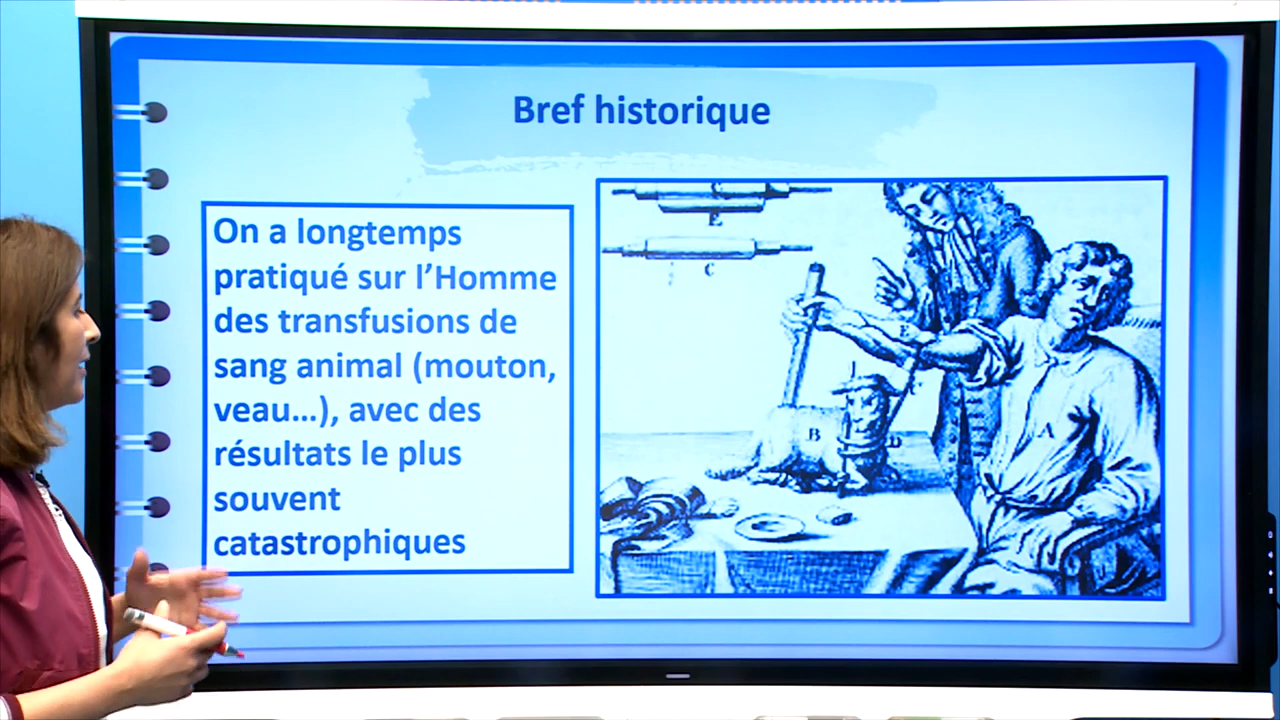 Bref historique
On a longtemps
pratiqué sur l’Homme
des transfusions de
sang animal (mouton,
veau...), avec des
résultats le plus
souvent
catastrophiques
C
E
B
D
A